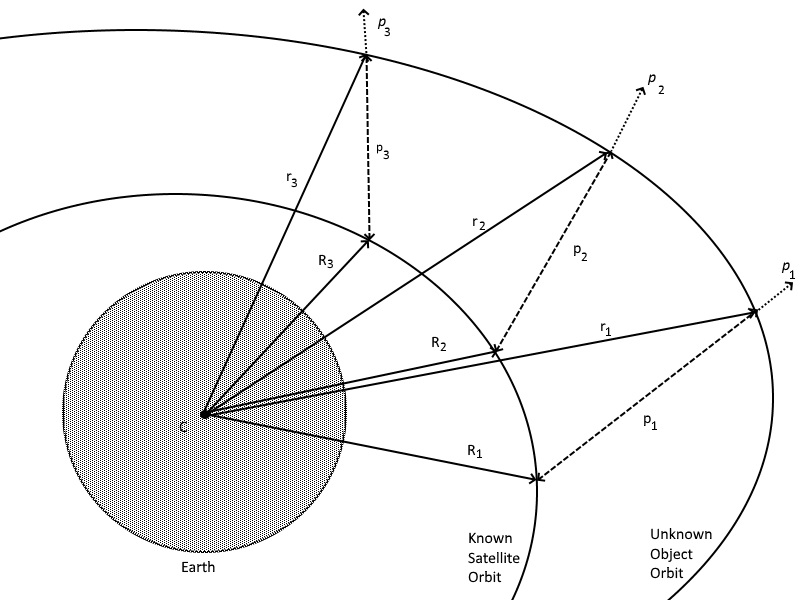 p3
p2
p3
r3
r2
R3
p2
p1
r1
R2
C
R1
p1
Known
Satellite
Orbit
Unknown
Object
Orbit
Earth